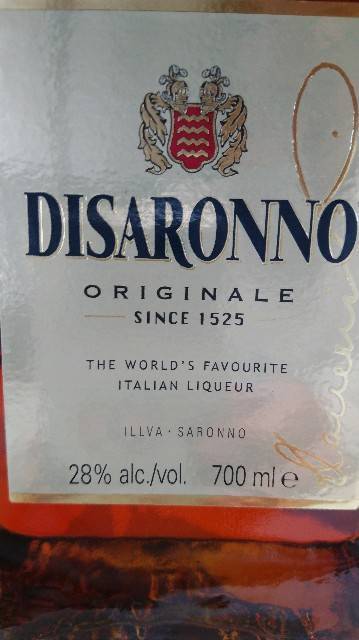 DISARONNO
ORIGINALE
SINCE 1525
THE WORLD'S FAVOURITE
ITALIAN LIQUEUR
ILLVA · SARONNO
28% alc./vol. 700 ml ℮